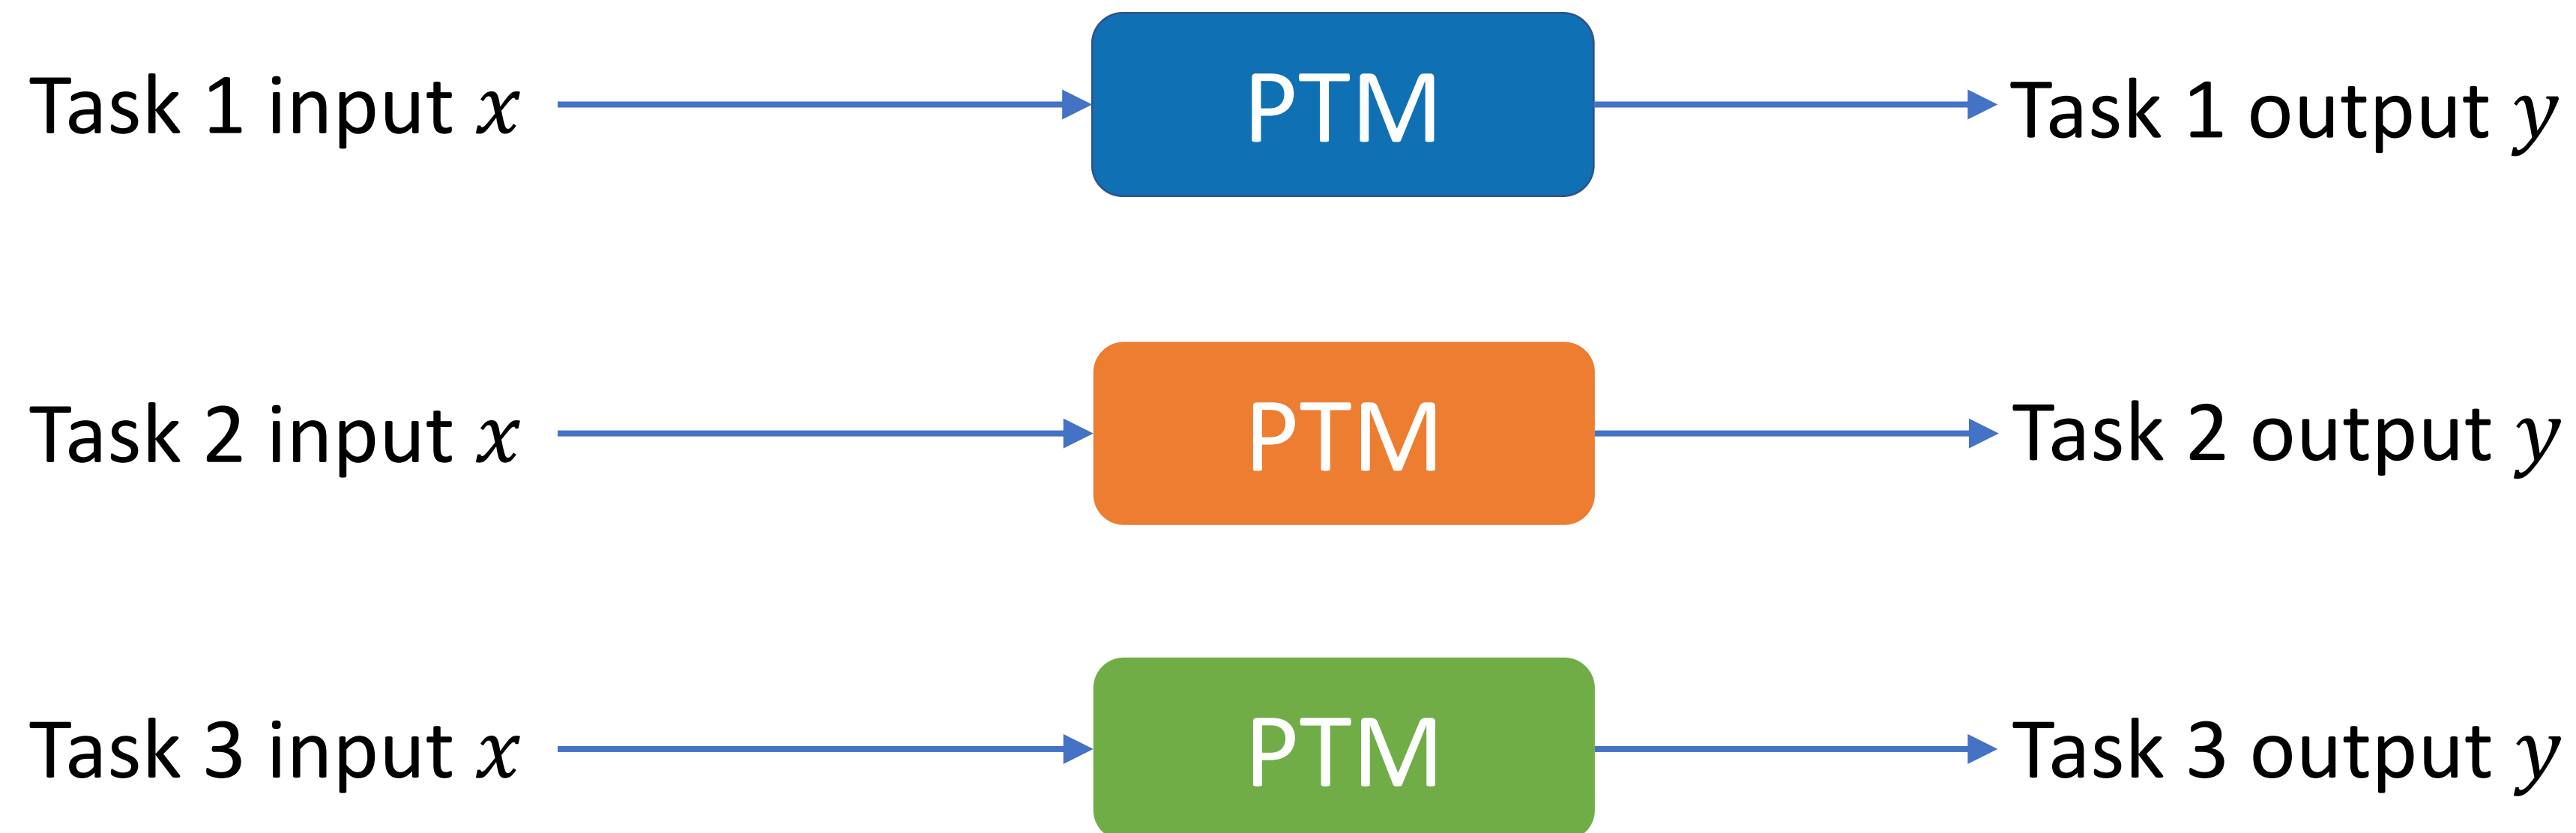 Task 1 input x PTM Task 1 output y
Task 2 input x PTM Task 2 output y
Task 3 input x PTM Task 3 output y